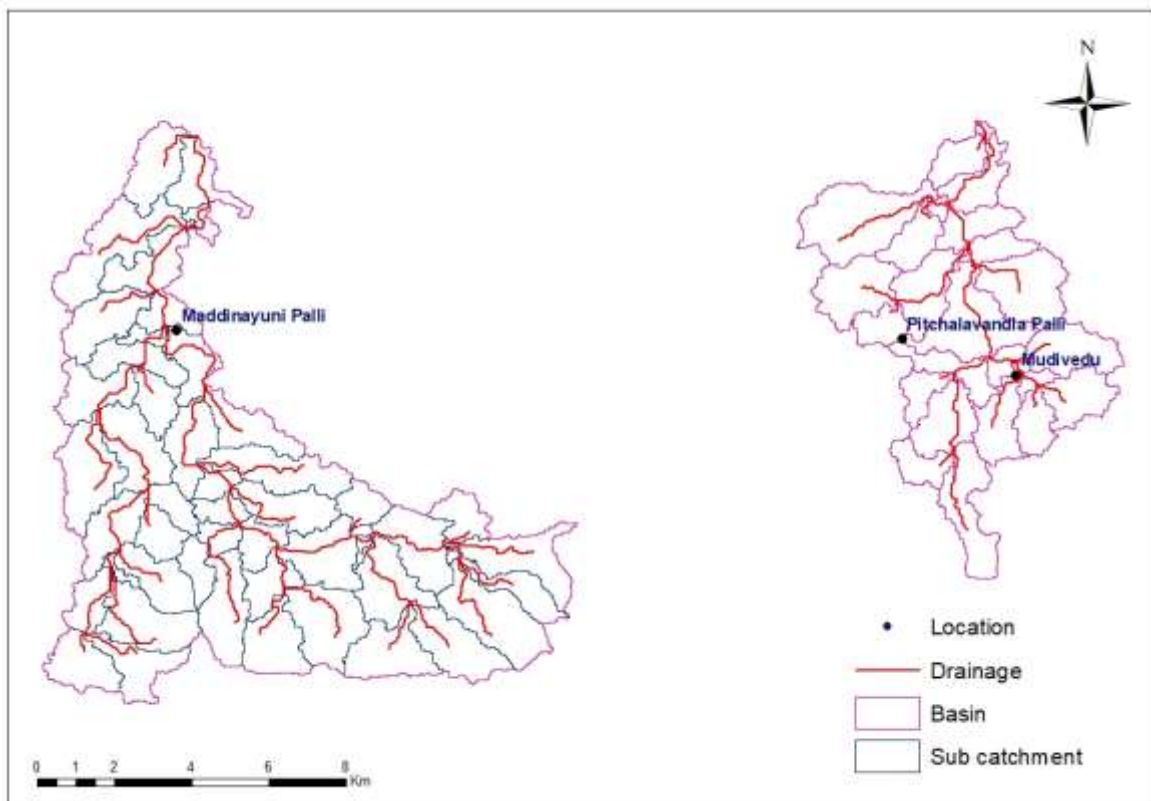 N
Maddinayuni Palli
Pitchalavandla Palli
Mudivedu
Location
Drainage
Basin
Sub catchment
0 1 2 4 6 8
Km